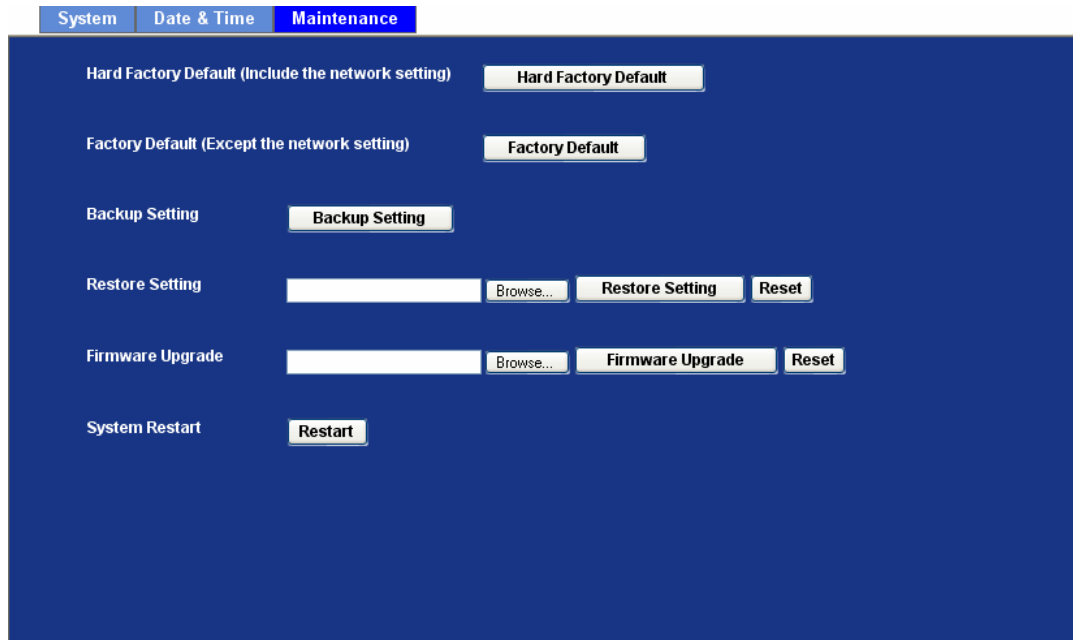 System Date & Time Maintenance
Hard Factory Default (Include the network setting) Hard Factory Default
Factory Default (Except the network setting) Factory Default
Backup Setting Backup Setting
Restore Setting Browse... Restore Setting Reset
Firmware Upgrade Browse... Firmware Upgrade Reset
System Restart Restart